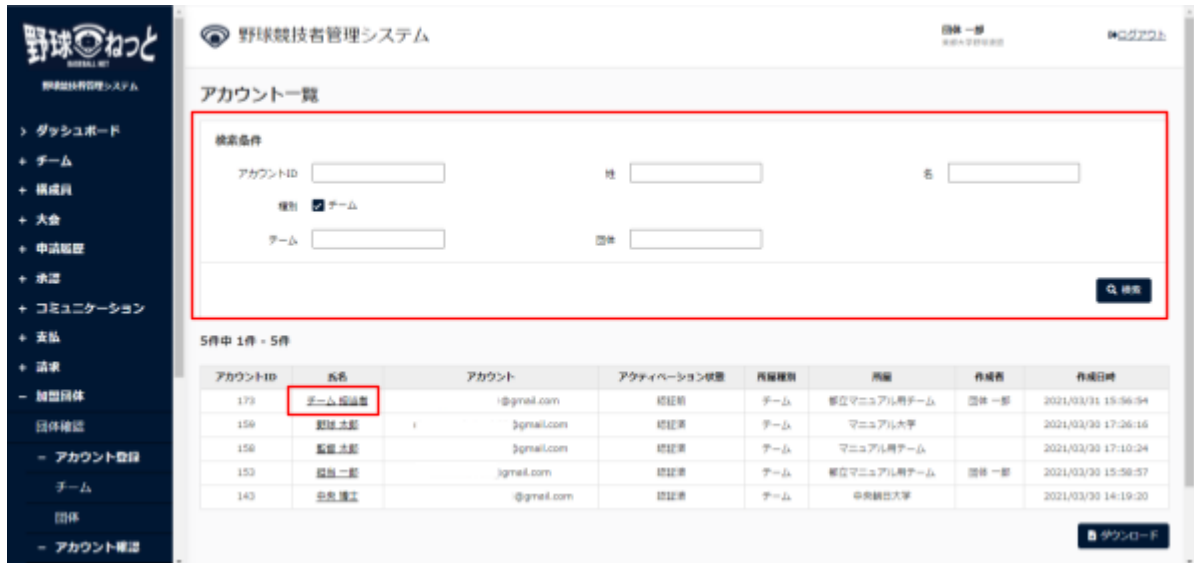 野球ねっと
BASEBALL NET
野球競技者管理システム
> ダッシュボード
+ チーム
+ 構成員
+ 大会
+ 申請履歴
+ 承認
+ コミュニケーション
+ 支払
+ 請求
− 加盟団体
団体確認
− アカウント登録
チーム
団体
− アカウント確認
野球競技者管理システム
団体 一郎
ログアウト
アカウント一覧
検索条件
アカウントID 姓 名
種別 チーム
チーム 団体
検索
5件中 1件 - 5件
アカウントID 氏名 アカウント アクティベーション状態 所属種別 所属 作成者 作成日時
173 チーム 担当者 @gmail.com 認証前 チーム 都立マニュアル用チーム 団体 一郎 2021/03/31 15:56:54
159 野球 太郎 @gmail.com 認証済 チーム マニュアル大学 2021/03/30 17:26:16
158 監督 太郎 @gmail.com 認証済 チーム マニュアル用チーム 2021/03/30 17:10:24
153 担当 一郎 @gmail.com 認証済 チーム 都立マニュアル用チーム 団体 一郎 2021/03/30 15:58:57
143 中央 博士 @gmail.com 認証済 チーム 中央朝日大学 2021/03/30 14:19:20
ダウンロード